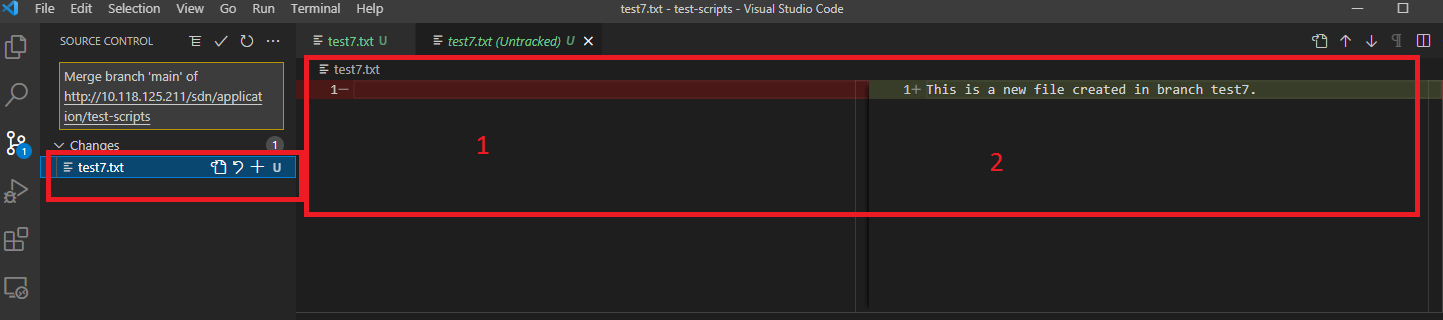 File Edit Selection View Go Run Terminal Help
test7.txt - test-scripts - Visual Studio Code
SOURCE CONTROL
test7.txt U
test7.txt (Untracked) U
Merge branch 'main' of
http://10.118.125.211/sdn/applicat
ion/test-scripts
Changes 1
test7.txt U
1
test7.txt
1−
1+ This is a new file created in branch test7.
1
2